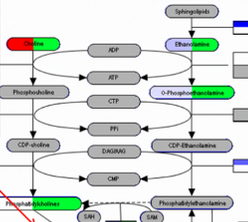 Sphingolipids
Choline
ADP
Ethanolamine
ATP
Phosphocholine
CTP
O-Phosphoethanolamine
PPi
CDP-choline
DAG/AAG
CDP-Ethanolamine
CMP
Phosphatidylcholines
Phosphatidylethanolamine
SAH
SAM